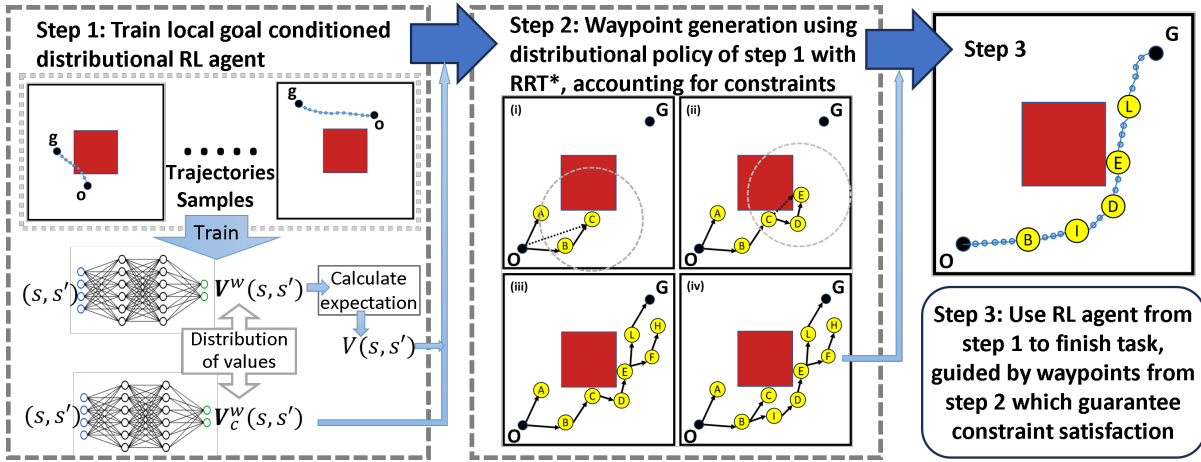 Step 1: Train local goal conditioned
distributional RL agent
g
o
Trajectories
Samples
g
o
Train
(s, s′)
V^w(s, s′)
Calculate
expectation
V(s, s′)
Distribution
of values
(s, s′)
V_C^w(s, s′)
Step 2: Waypoint generation using
distributional policy of step 1 with
RRT*, accounting for constraints
(i)
G
A
C
B
O
(ii)
G
E
A
C
D
B
O
(iii)
G
L
H
F
E
A
C
D
B
O
(iv)
G
L
H
F
E
A
C
D
I
B
O
Step 3
G
L
E
D
I
B
O
Step 3: Use RL agent from
step 1 to finish task,
guided by waypoints from
step 2 which guarantee
constraint satisfaction